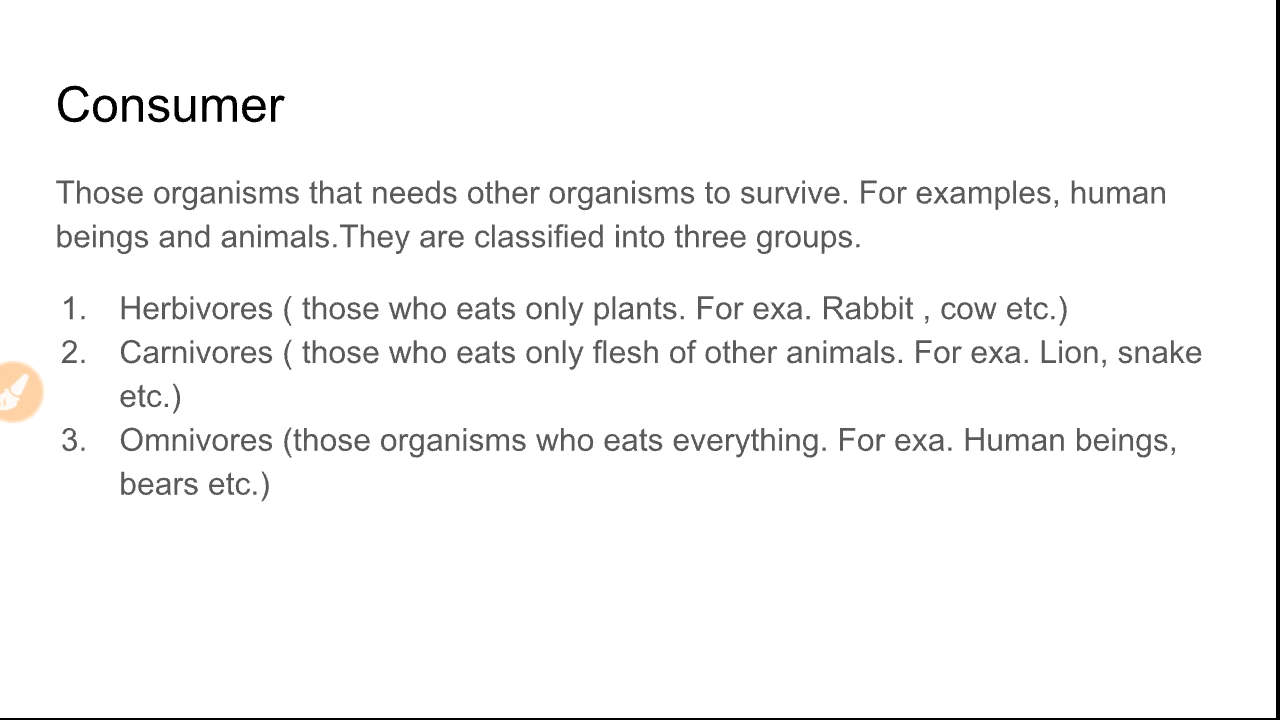 Consumer
Those organisms that needs other organisms to survive. For examples, human
beings and animals.They are classified into three groups.
1. Herbivores ( those who eats only plants. For exa. Rabbit , cow etc.)
2. Carnivores ( those who eats only flesh of other animals. For exa. Lion, snake
etc.)
3. Omnivores (those organisms who eats everything. For exa. Human beings,
bears etc.)